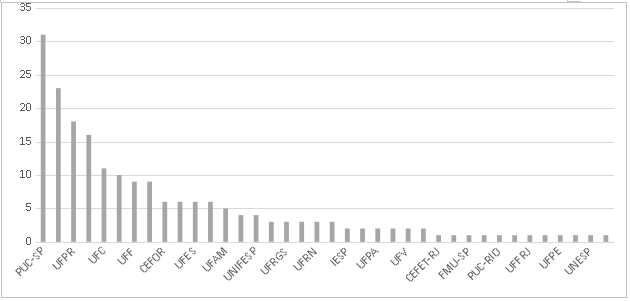 35
30
25
20
15
10
5
0
PUC-SP
UFPR
UFC
UFF
CEFOR
UFES
UFAM
UNIFESP
UFRGS
UFRN
IESP
UFPA
UFV
CEFET-RJ
FMU-SP
PUC-RIO
UFFRJ
UFPE
UNESP